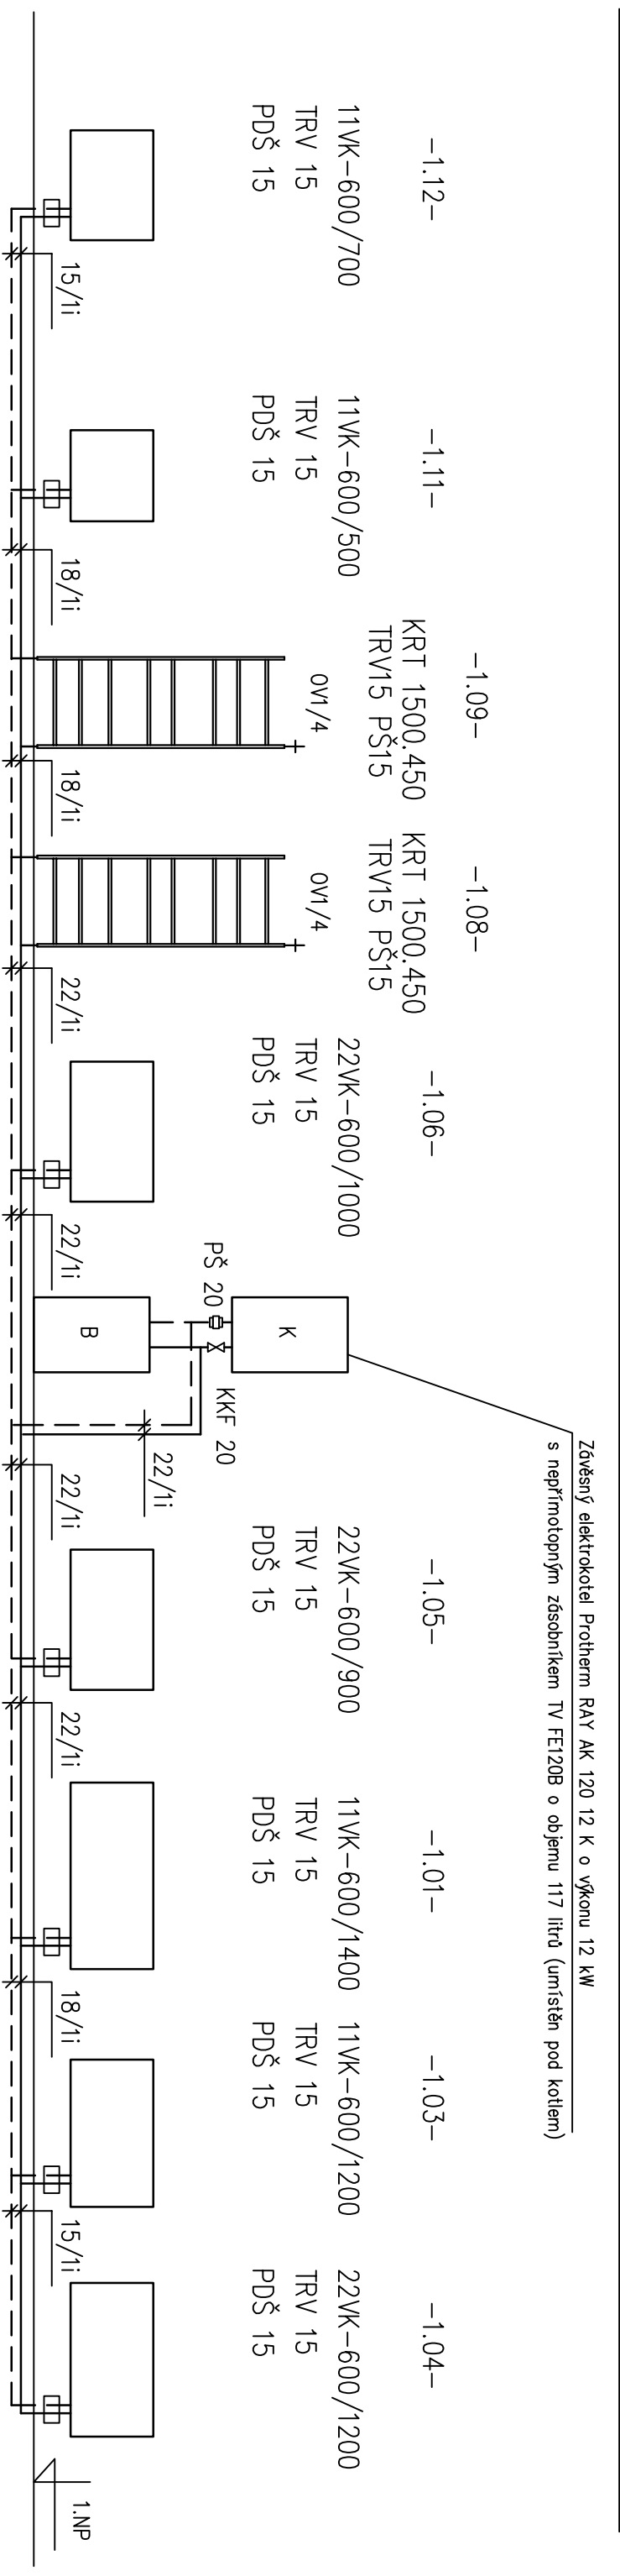 Závěsný elektrokotel Protherm RAY AK 120 12 K o výkonu 12 kW
s nepřímotopným zásobníkem TV FE120B o objemu 117 litrů (umístěn pod kotlem)
-1.12-
11VK-600/700
TRV 15
PDŠ 15
-1.11-
11VK-600/500
TRV 15
PDŠ 15
-1.09-
KRT 1500.450
TRV15 PŠ15
OV1/4
-1.08-
KRT 1500.450
TRV15 PŠ15
OV1/4
-1.06-
22VK-600/1000
TRV 15
PDŠ 15
K
PŠ 20
KKF 20
B
22/1i
-1.05-
22VK-600/900
TRV 15
PDŠ 15
-1.01-
11VK-600/1400
TRV 15
PDŠ 15
-1.03-
11VK-600/1200
TRV 15
PDŠ 15
-1.04-
22VK-600/1200
TRV 15
PDŠ 15
15/1i
18/1i
18/1i
22/1i
22/1i
22/1i
22/1i
18/1i
15/1i
1.NP